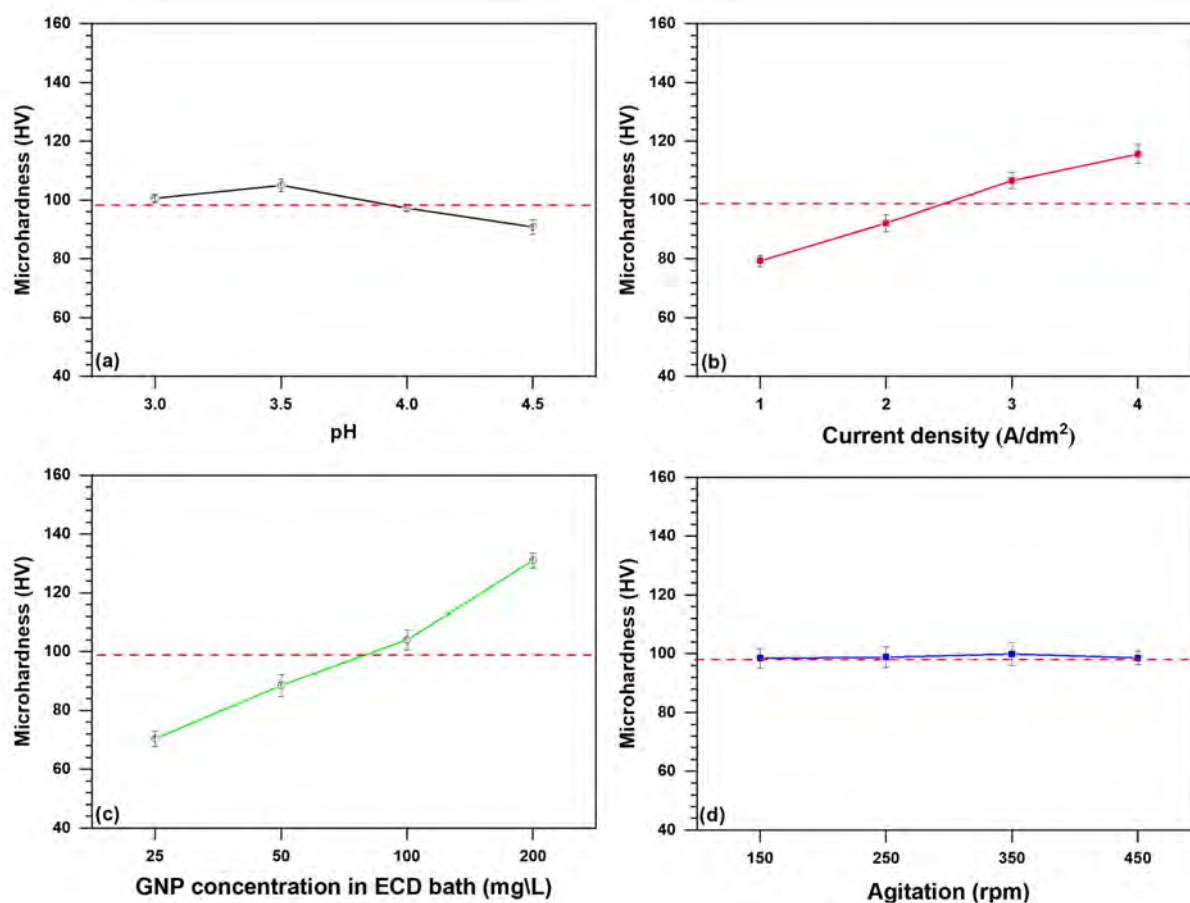 160
140
120
100
80
60
40
Microhardness (HV)
(a)
3.0 3.5 4.0 4.5
pH
160
140
120
100
80
60
40
Microhardness (HV)
(b)
1 2 3 4
Current density (A/dm²)
160
140
120
100
80
60
40
Microhardness (HV)
(c)
25 50 100 200
GNP concentration in ECD bath (mg\L)
160
140
120
100
80
60
40
Microhardness (HV)
(d)
150 250 350 450
Agitation (rpm)